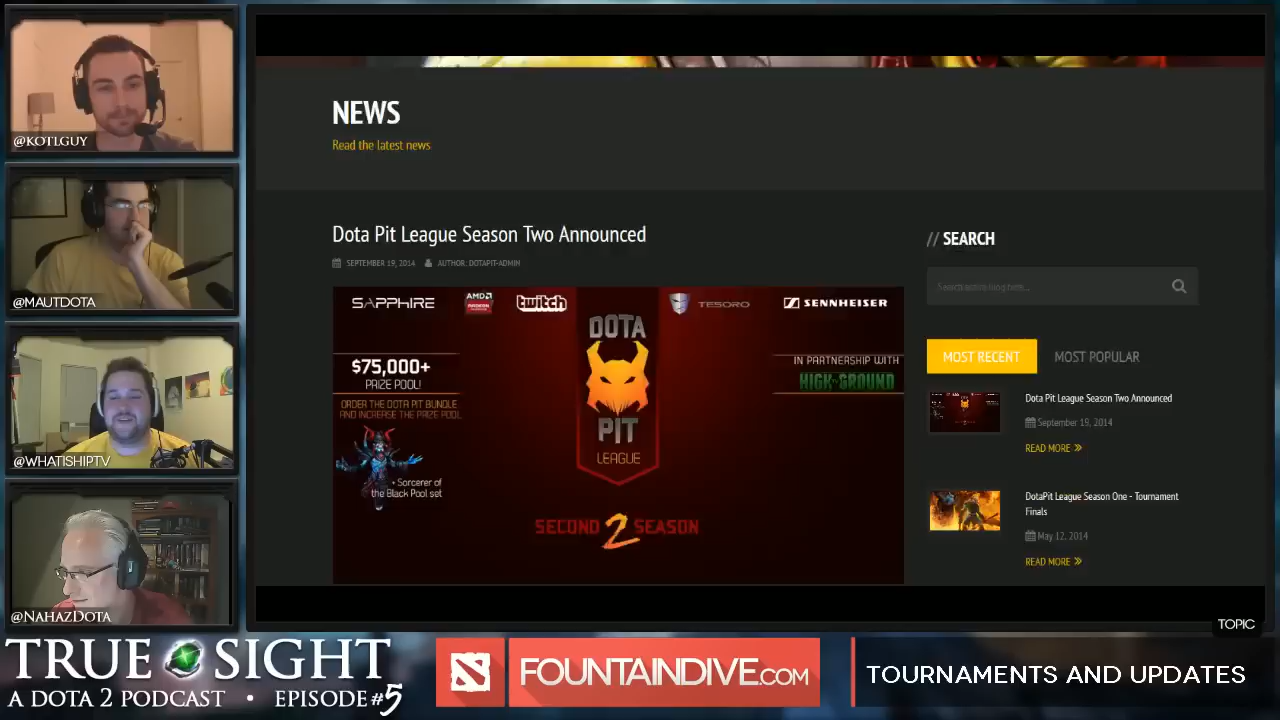 @KOTLGUY
@MAUTDOTA
@WHATISHIPTV
@NAHAZDOTA
NEWS
Read the latest news
Dota Pit League Season Two Announced
SEPTEMBER 19, 2014 AUTHOR: DOTAPIT-ADMIN
SAPPHIRE
AMD
twitch
TESORO
SENNHEISER
$75,000+
PRIZE POOL!
ORDER THE DOTA PIT BUNDLE
AND INCREASE THE PRIZE POOL
+ Sorcerer of
the Black Pool set
DOTA
PIT
LEAGUE
SECOND 2 SEASON
IN PARTNERSHIP WITH
HIGH GROUND
// SEARCH
MOST RECENT
MOST POPULAR
Dota Pit League Season Two Announced
September 19, 2014
READ MORE »
DotaPit League Season One - Tournament
Finals
May 12, 2014
READ MORE »
TOPIC
TRUE SIGHT
A DOTA 2 PODCAST • EPISODE #5
FOUNTAINDIVE.COM
TOURNAMENTS AND UPDATES